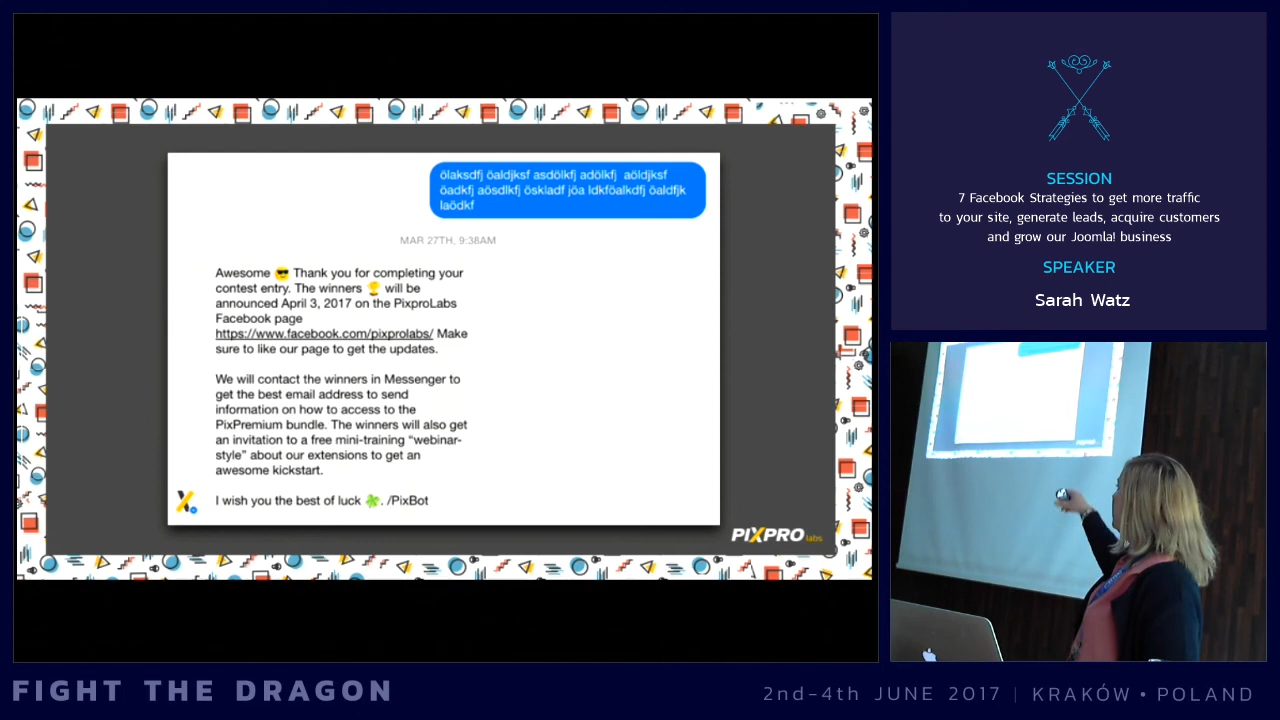 ölaksdfj öaldjksf asdölkfj adölkfj aöldjksf
öadkfj aösdlkfj öskladf jöa ldkföalkdfj öaldfjk
laödkf
MAR 27TH, 9:38AM
Awesome 😎 Thank you for completing your
contest entry. The winners 🏆 will be
announced April 3, 2017 on the PixproLabs
Facebook page
https://www.facebook.com/pixprolabs/ Make
sure to like our page to get the updates.
We will contact the winners in Messenger to
get the best email address to send
information on how to access to the
PixPremium bundle. The winners will also get
an invitation to a free mini-training “webinar-
style” about our extensions to get an
awesome kickstart.
I wish you the best of luck 🍀. /PixBot
PIXPRO labs
SESSION
7 Facebook Strategies to get more traffic
to your site, generate leads, acquire customers
and grow our Joomla! business
SPEAKER
Sarah Watz
FIGHT THE DRAGON
2nd-4th JUNE 2017 | KRAKÓW • POLAND